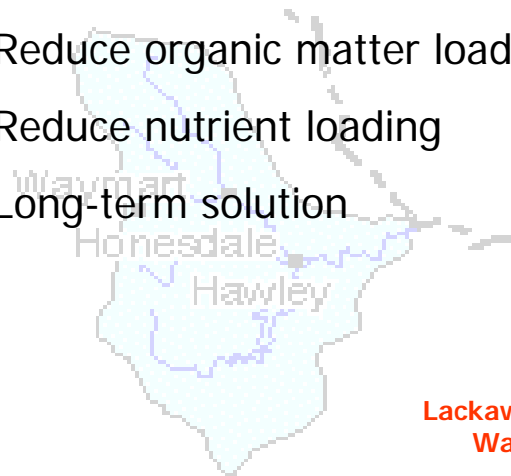 Reduce organic matter load
Reduce nutrient loading
Waymart
Long-term solution
Honesdale
Hawley
Lackaw
Wa